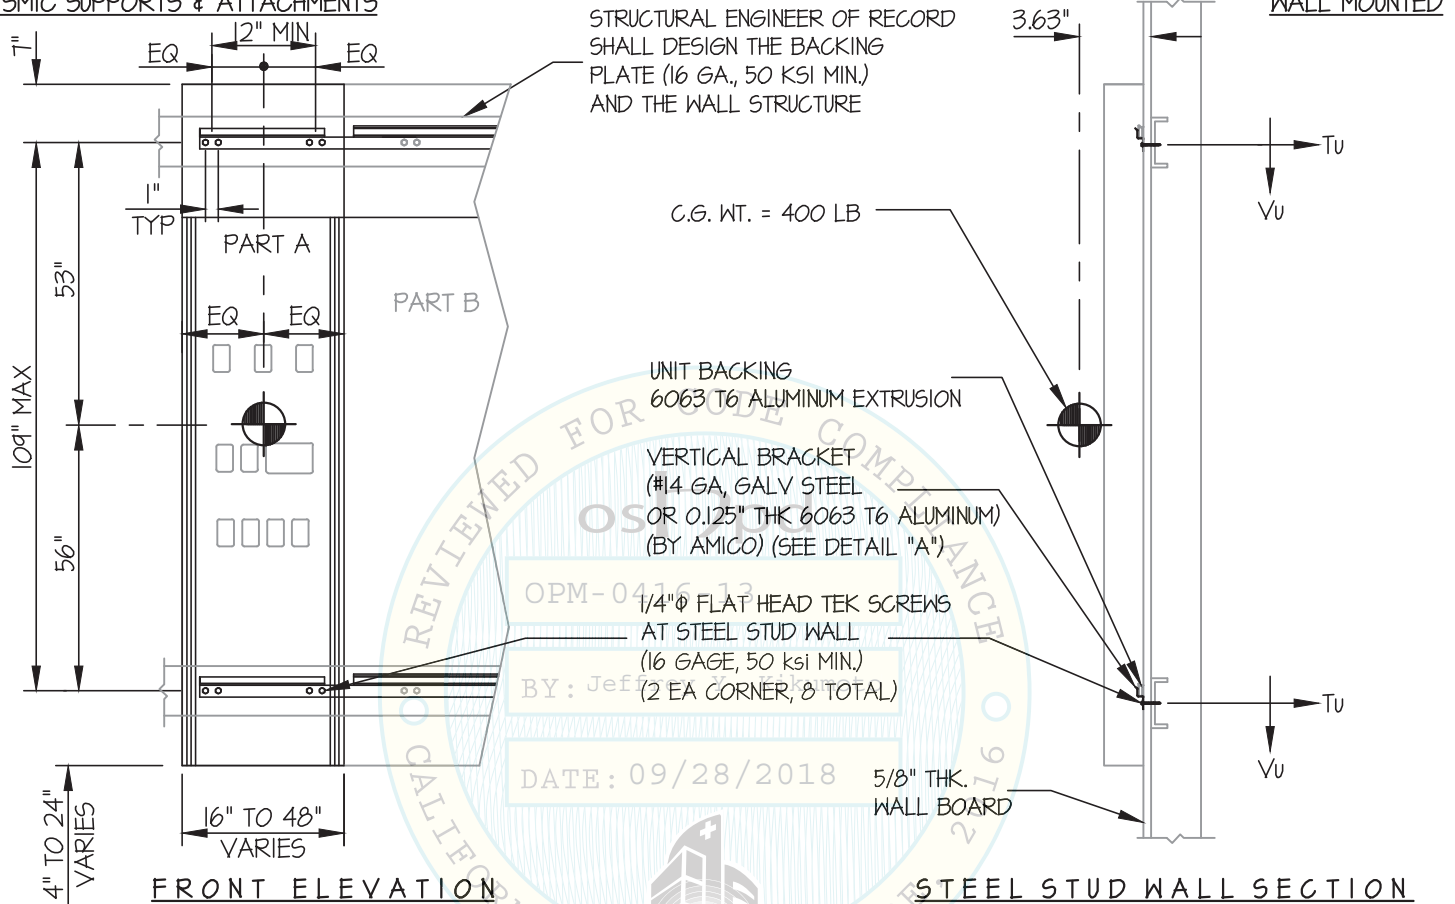 SMIC SUPPORTS & ATTACHMENTS
WALL MOUNTED
12" MIN
EQ
EQ
7"
STRUCTURAL ENGINEER OF RECORD
SHALL DESIGN THE BACKING
PLATE (16 GA., 50 KSI MIN.)
AND THE WALL STRUCTURE
3.63"
Tu
Vu
1"
TYP
PART A
C.G. WT. = 400 LB
53"
PART B
EQ
EQ
109" MAX
UNIT BACKING
6063 T6 ALUMINUM EXTRUSION
VERTICAL BRACKET
(#14 GA, GALV STEEL
OR 0.125" THK 6063 T6 ALUMINUM)
(BY AMICO) (SEE DETAIL "A")
56"
1/4"Φ FLAT HEAD TEK SCREWS
AT STEEL STUD WALL
(16 GAGE, 50 ksi MIN.)
(2 EA CORNER, 8 TOTAL)
Tu
Vu
5/8" THK.
WALL BOARD
16" TO 48"
VARIES
4" TO 24"
VARIES
FRONT ELEVATION
STEEL STUD WALL SECTION
REVIEWED FOR CODE COMPLIANCE
oshpd
OPM-0416-13
BY: Jeffrey Y. Kikumoto
DATE: 09/28/2018
2016